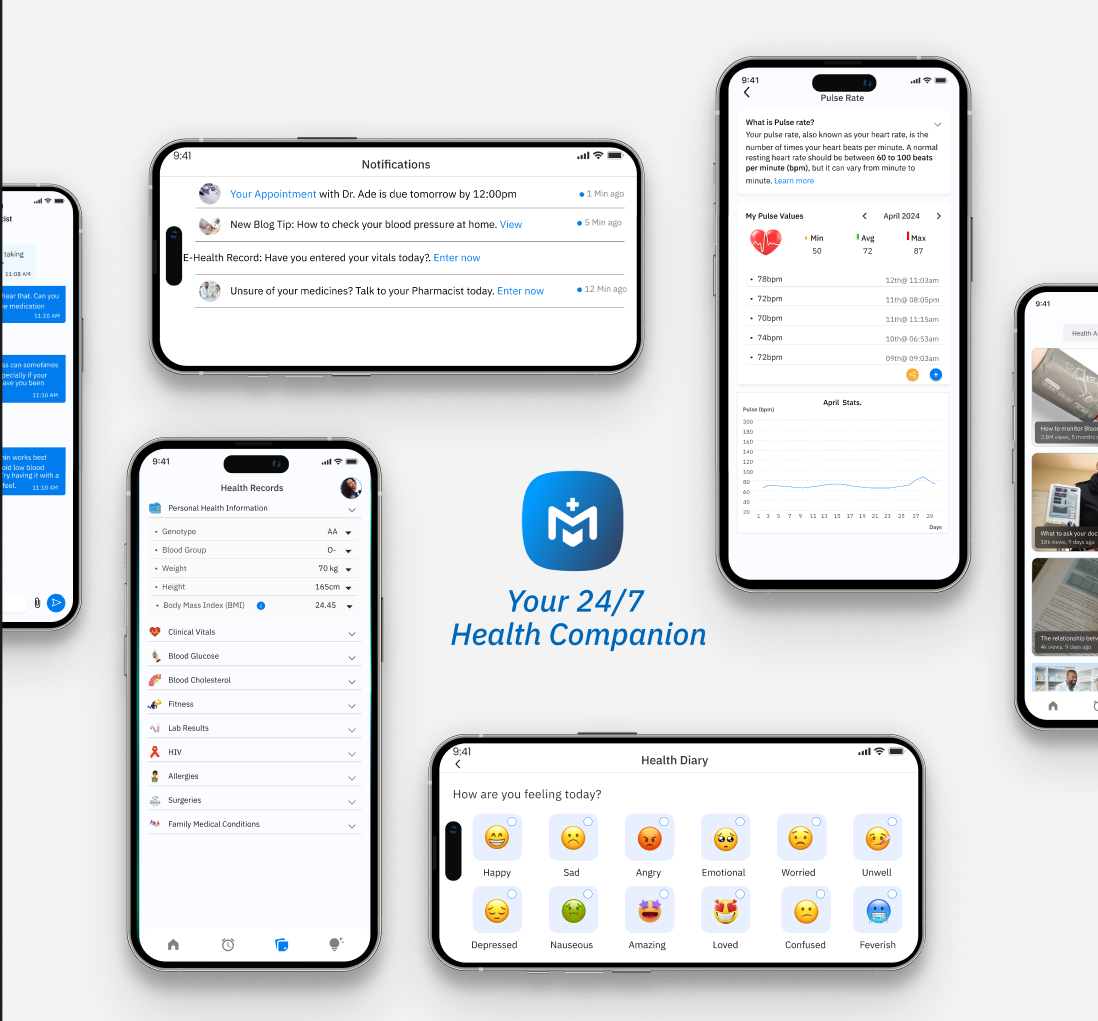 9:41
Notifications
Your Appointment with Dr. Ade is due tomorrow by 12:00pm
1 Min ago
New Blog Tip: How to check your blood pressure at home. View
5 Min ago
E-Health Record: Have you entered your vitals today?. Enter now
Unsure of your medicines? Talk to your Pharmacist today. Enter now
12 Min ago
9:41
Pulse Rate
What is Pulse rate?
Your pulse rate, also known as your heart rate, is the
number of times your heart beats per minute. A normal
resting heart rate should be between 60 to 100 beats
per minute (bpm), but it can vary from minute to
minute. Learn more
My Pulse Values
April 2024
Min
Avg
Max
50
72
87
78bpm
12th@ 11:03am
72bpm
11th@ 08:05pm
70bpm
11th@ 11:15am
74bpm
10th@ 06:53am
72bpm
09th@ 09:03am
April Stats.
Pulse (bpm)
200
180
160
140
120
100
80
60
40
20
1 3 5 7 9 11 13 15 17 19 21 23 25 27 29
Days
taking
11:08 AM
hear that. Can you
medication
11:10 AM
can sometimes
if your
have you been
11:10 AM
works best
low blood
having it with a
feel.
11:10 AM
9:41
Health Records
Personal Health Information
Genotype
AA
Blood Group
O-
Weight
70 kg
Height
165cm
Body Mass Index (BMI)
24.45
Clinical Vitals
Blood Glucose
Blood Cholesterol
Fitness
Lab Results
HIV
Allergies
Surgeries
Family Medical Conditions
Your 24/7
Health Companion
9:41
Health Diary
How are you feeling today?
Happy
Sad
Angry
Emotional
Worried
Unwell
Depressed
Nauseous
Amazing
Loved
Confused
Feverish
9:41
Health A
How to monitor Bloo
2.8M views, 5 months
What to ask your doc
18k views, 9 days ago
The relationship betw
4k views, 9 days ago